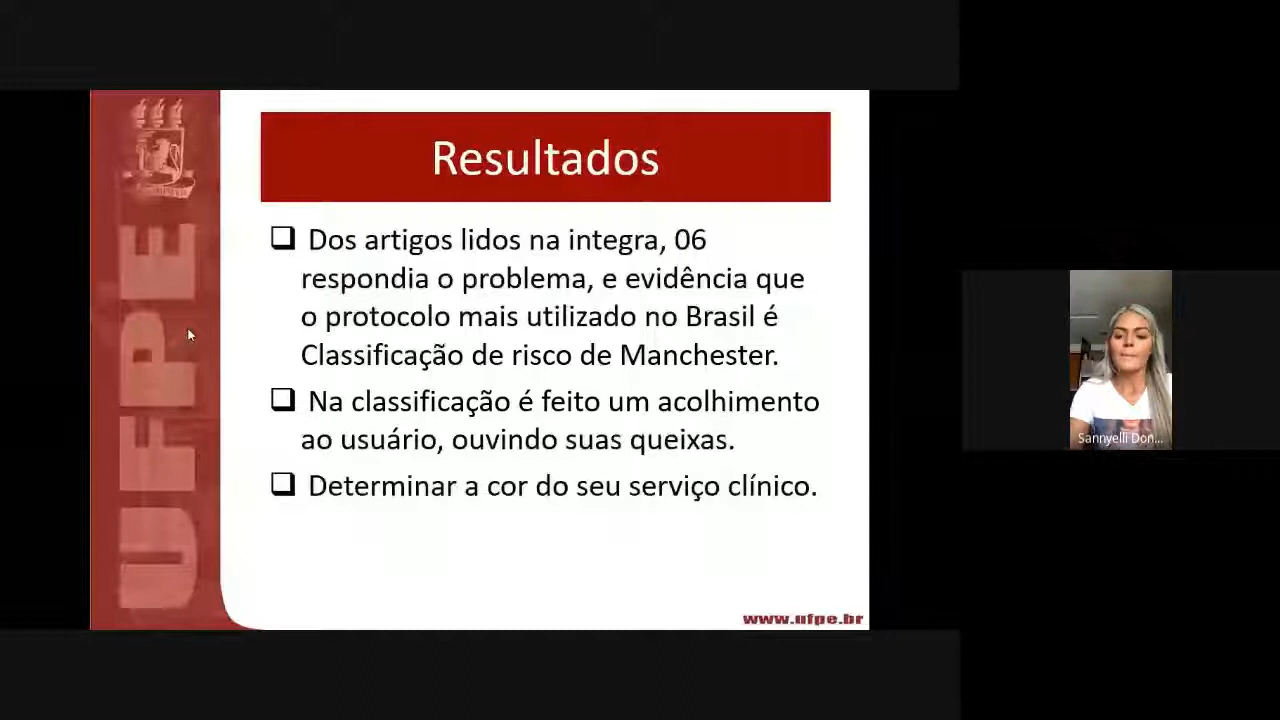 Resultados
Dos artigos lidos na integra, 06
respondia o problema, e evidência que
o protocolo mais utilizado no Brasil é
Classificação de risco de Manchester.
Na classificação é feito um acolhimento
ao usuário, ouvindo suas queixas.
Determinar a cor do seu serviço clínico.
UFPE
www.ufpe.br
Sannyelli Don...